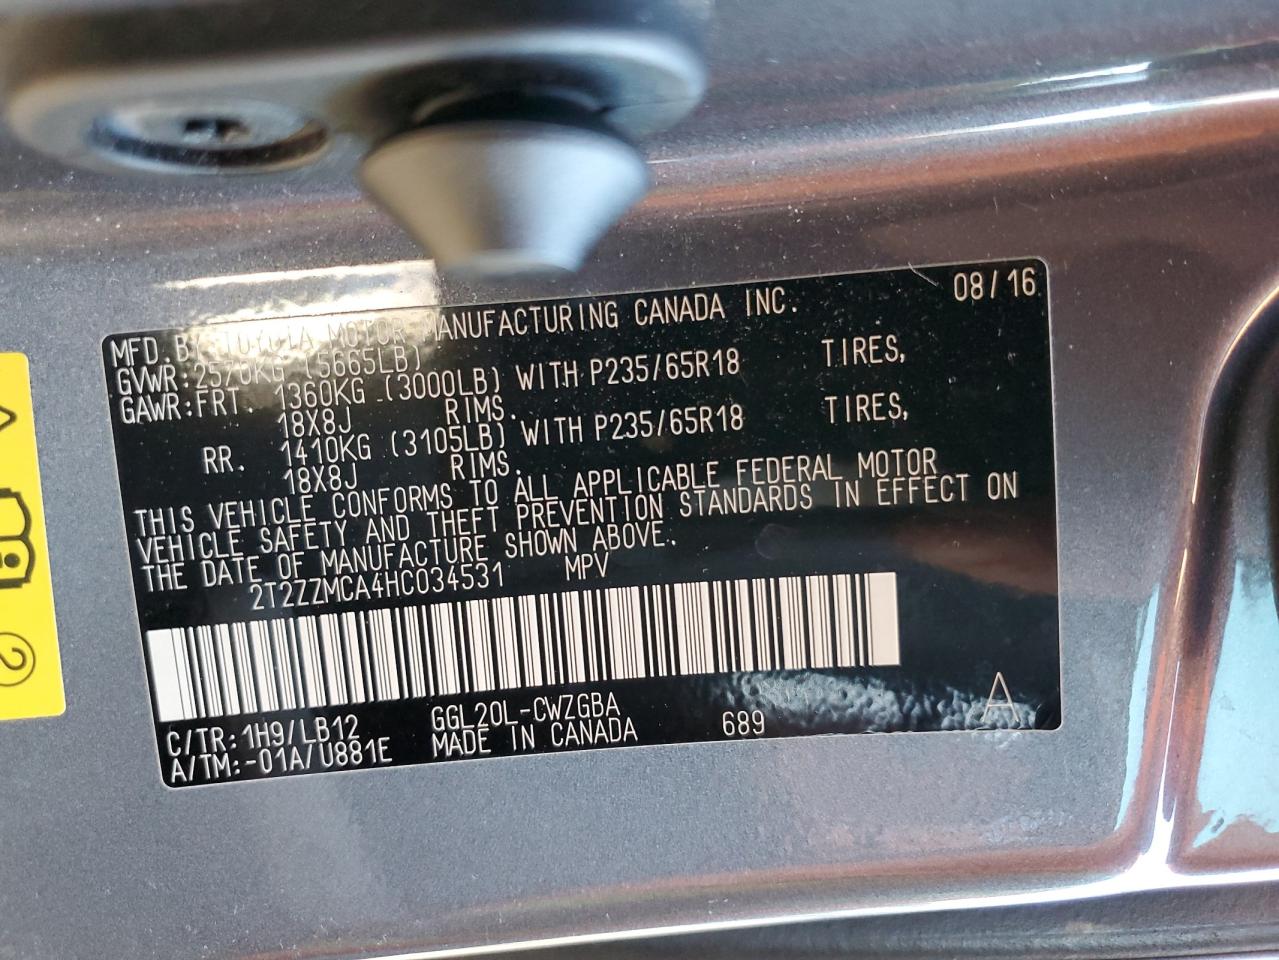 08/16
MFD. BY TOYOTA MOTOR MANUFACTURING CANADA INC.
GVWR: 2570KG (5665LB)
GAWR: FRT. 1360KG (3000LB) WITH P235/65R18 TIRES,
18X8J RIMS.
RR. 1410KG (3105LB) WITH P235/65R18 TIRES,
18X8J RIMS.
THIS VEHICLE CONFORMS TO ALL APPLICABLE FEDERAL MOTOR
VEHICLE SAFETY AND THEFT PREVENTION STANDARDS IN EFFECT ON
THE DATE OF MANUFACTURE SHOWN ABOVE.
2T2ZZMCA4HC034531 MPV
C/TR: 1H9/LB12 GGL20L-CWZGBA
A/TM:-01A/U881E MADE IN CANADA 689 A
2